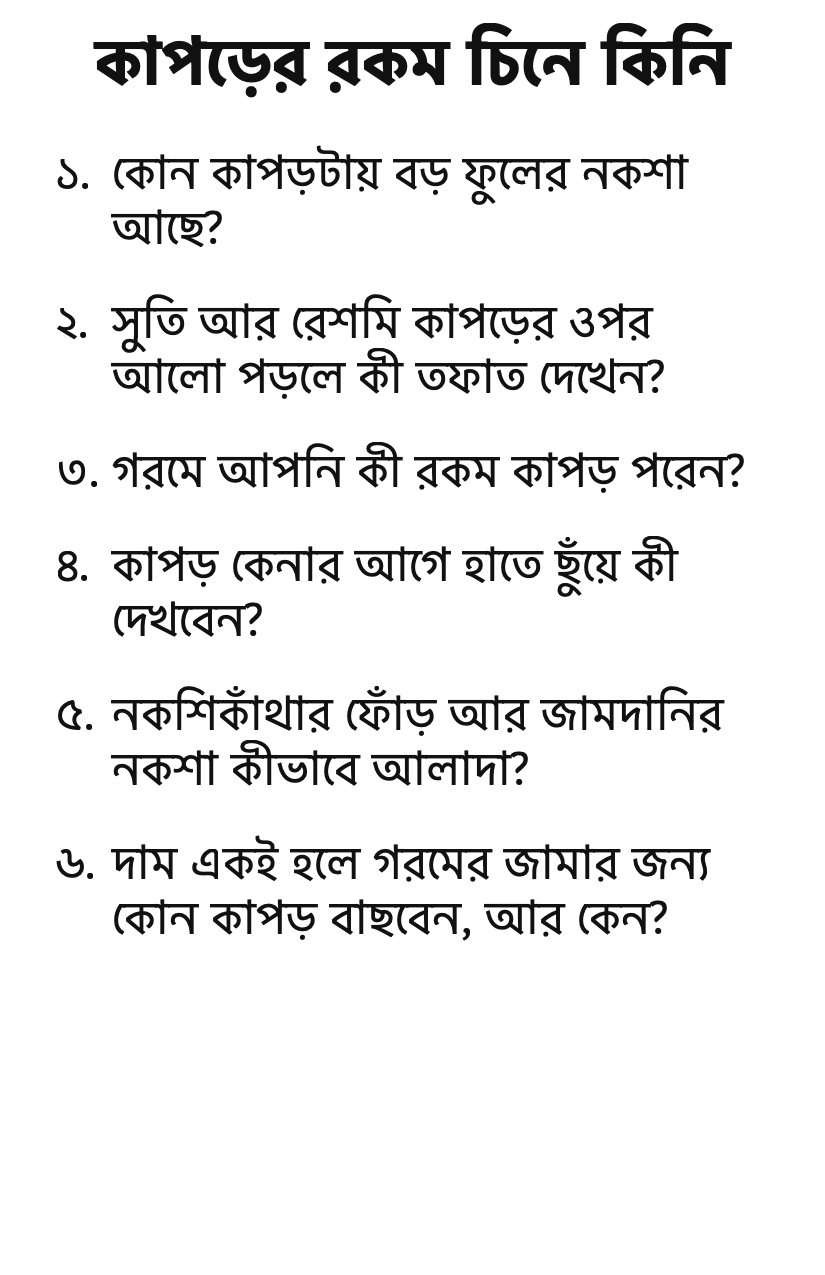 কাপড়ের রকম চিনে কিনি
১. কোন কাপড়টায় বড় ফুলের নকশা
আছে?
২. সুতি আর রেশমি কাপড়ের ওপর
আলো পড়লে কী তফাত দেখেন?
৩. গরমে আপনি কী রকম কাপড় পরেন?
৪. কাপড় কেনার আগে হাতে ছুঁয়ে কী
দেখবেন?
৫. নকশিকাঁথার ফোঁড় আর জামদানির
নকশা কীভাবে আলাদা?
৬. দাম একই হলে গরমের জামার জন্য
কোন কাপড় বাছবেন, আর কেন?